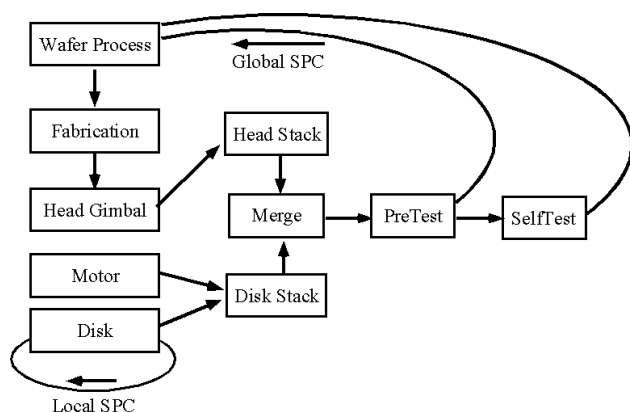 Wafer Process
Global SPC
Fabrication
Head Stack
Head Gimbal
Merge
PreTest
SelfTest
Motor
Disk Stack
Disk
Local SPC